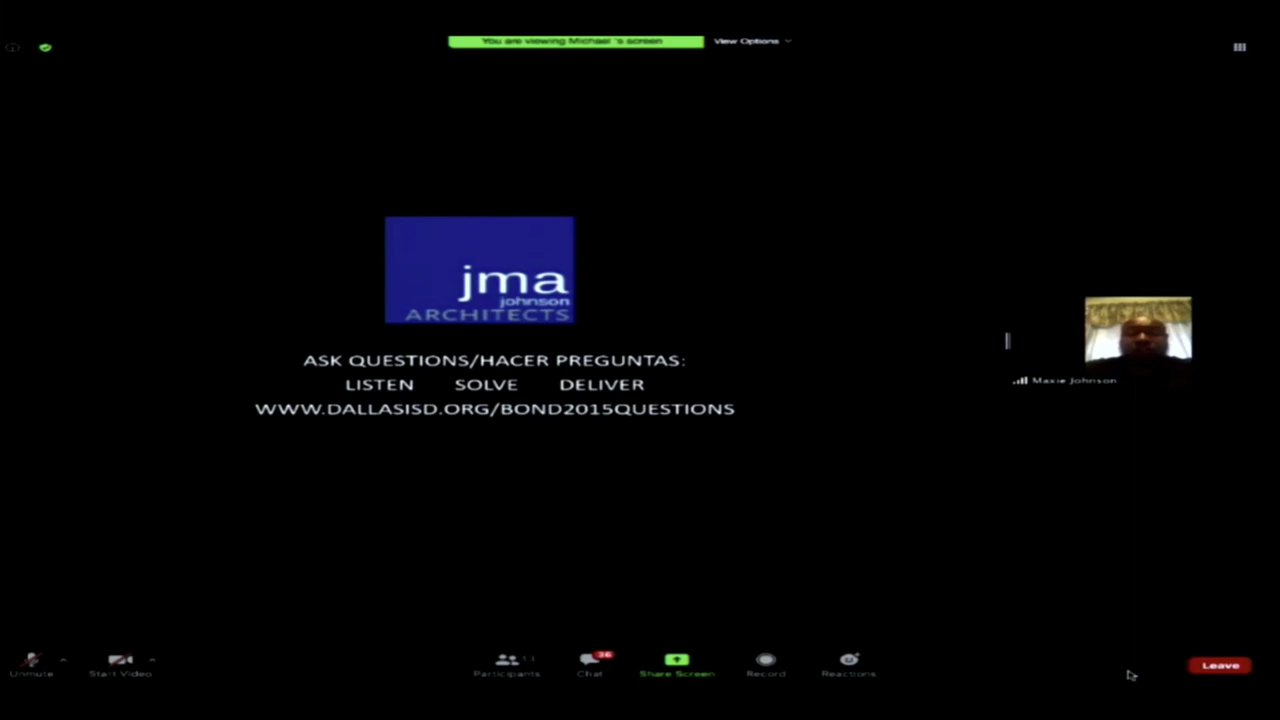 You are viewing Michael 's screen
View Options
jma
johnson
ARCHITECTS
ASK QUESTIONS/HACER PREGUNTAS:
LISTEN SOLVE DELIVER
WWW.DALLASISD.ORG/BOND2015QUESTIONS
Maxie Johnson
Unmute
Start Video
Participants
36
Chat
Share Screen
Record
Reactions
Leave